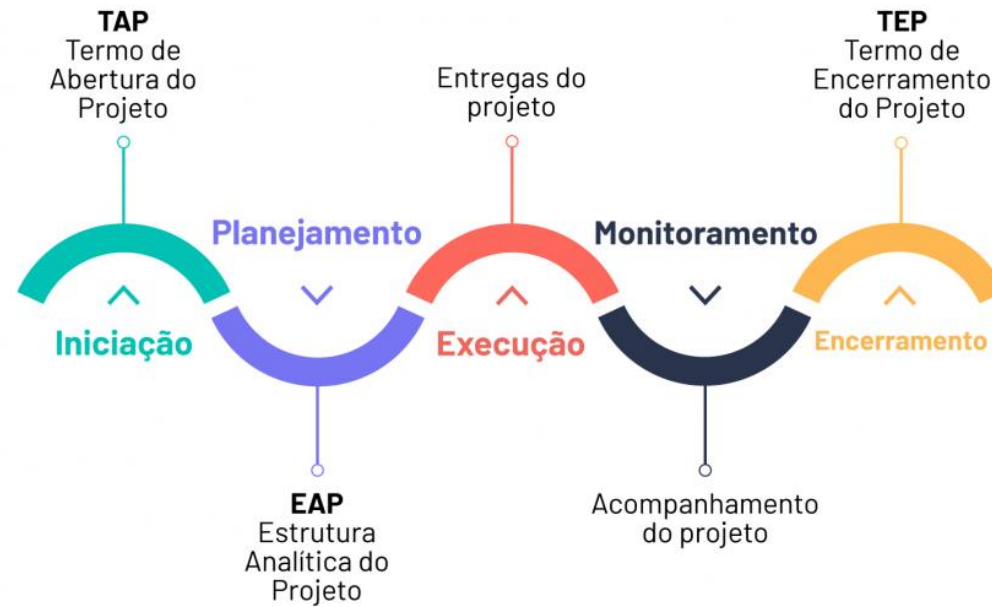 TAP
Termo de
Abertura do
Projeto
Iniciação
Planejamento
EAP
Estrutura
Analítica do
Projeto
Entregas do
projeto
Execução
Monitoramento
Acompanhamento
do projeto
TEP
Termo de
Encerramento
do Projeto
Encerramento